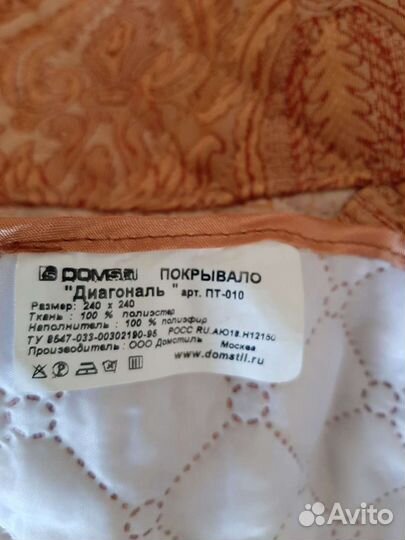 DOMSTIL ПОКРЫВАЛО
"Диагональ" арт. ПТ-010
Размер: 240 x 240
Ткань : 100 % полиэстер
Наполнитель : 100 % полиэфир
ТУ 8547-033-00302190-95 РОСС RU.АЮ18.Н12150
Производитель: ООО Домстиль Москва
www.domstil.ru
Avito